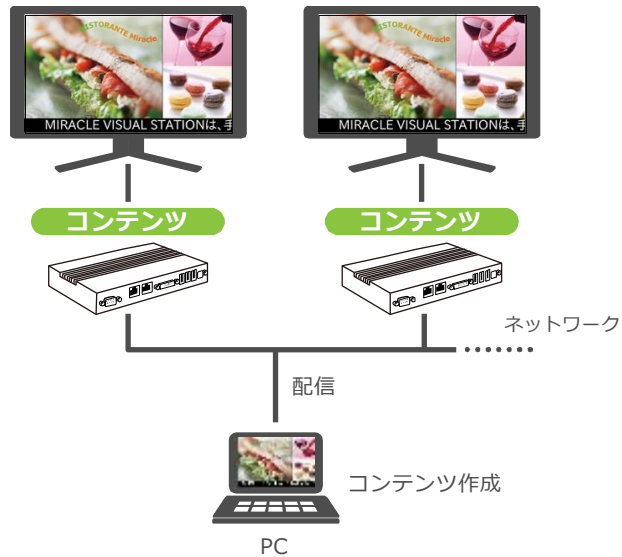 RISTORANTE Miracle
RISTORANTE Miracle
MIRACLE VISUAL STATIONは、手
MIRACLE VISUAL STATIONは、手
コンテンツ
コンテンツ
ネットワーク
配信
コンテンツ作成
PC